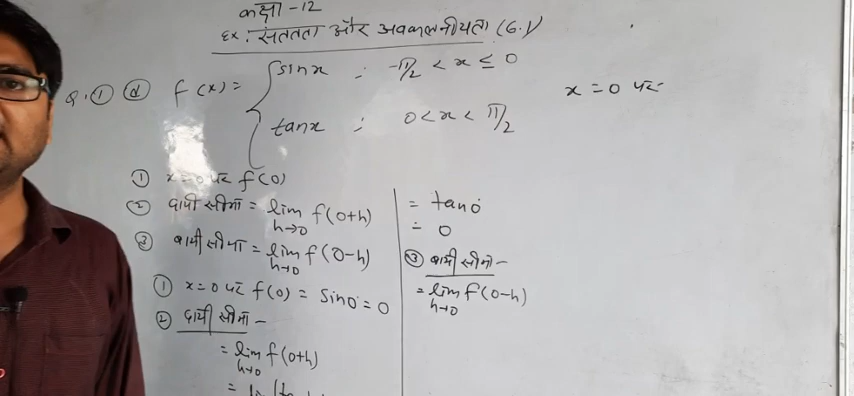 कक्षा -12
Ex: संततता और अवकलनीयता (6.1)
Q.① ⓓ f(x) = { sinx ; -π/2 < x ≤ 0
tanx ; 0 < x < π/2
x = 0 पर
① x=0 पर f(0)
② दायी सीमा = lim h→0 f(0+h)
③ बायी सीमा = lim h→0 f(0-h)
① x=0 पर f(0) = Sin0 = 0
② दायी सीमा -
= lim h→0 f(0+h)
= tan0
= 0
③ बायी सीमा -
= lim h→0 f(0-h)